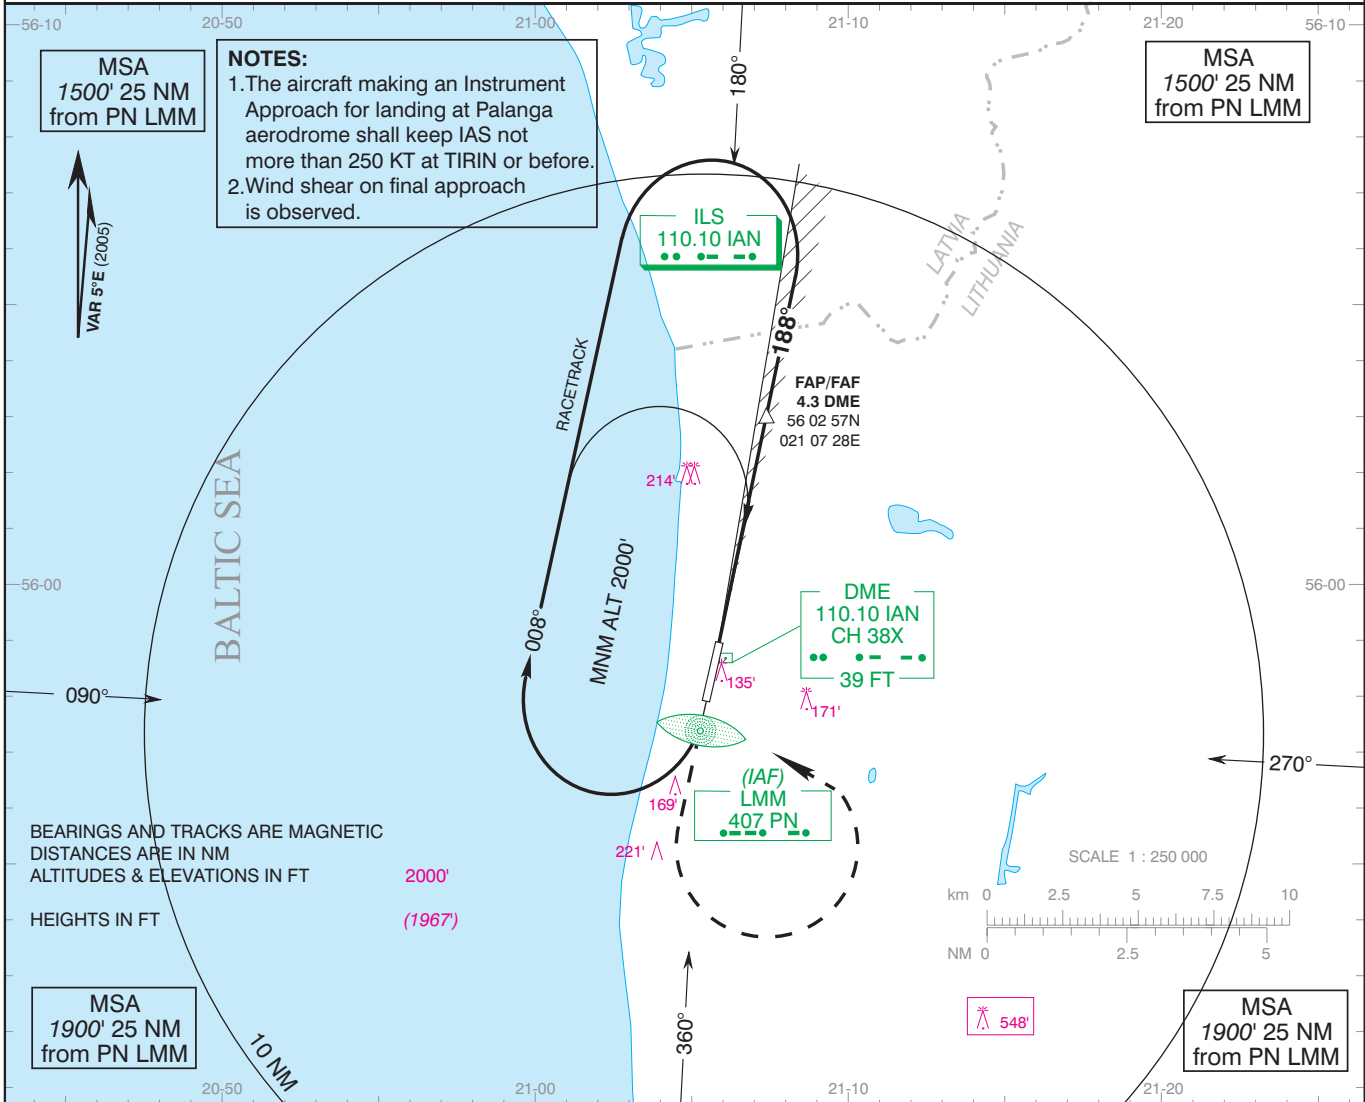 56-10
20-50
21-00
21-10
21-20
56-10
MSA
1500' 25 NM
from PN LMM
NOTES:
1.The aircraft making an Instrument
Approach for landing at Palanga
aerodrome shall keep IAS not
more than 250 KT at TIRIN or before.
2.Wind shear on final approach
is observed.
180°
MSA
1500' 25 NM
from PN LMM
VAR 5°E (2005)
ILS
110.10 IAN
LATVIA
LITHUANIA
188°
RACETRACK
FAP/FAF
4.3 DME
56 02 57N
021 07 28E
214'
BALTIC SEA
MNM ALT 2000'
008°
56-00
56-00
DME
110.10 IAN
CH 38X
39 FT
135'
171'
090°
270°
(IAF)
LMM
407 PN
169'
221'
BEARINGS AND TRACKS ARE MAGNETIC
DISTANCES ARE IN NM
ALTITUDES & ELEVATIONS IN FT 2000'
HEIGHTS IN FT (1967')
SCALE 1 : 250 000
km 0 2.5 5 7.5 10
NM 0 2.5 5
MSA
1900' 25 NM
from PN LMM
10 NM
360°
548'
MSA
1900' 25 NM
from PN LMM
20-50
21-00
21-10
21-20